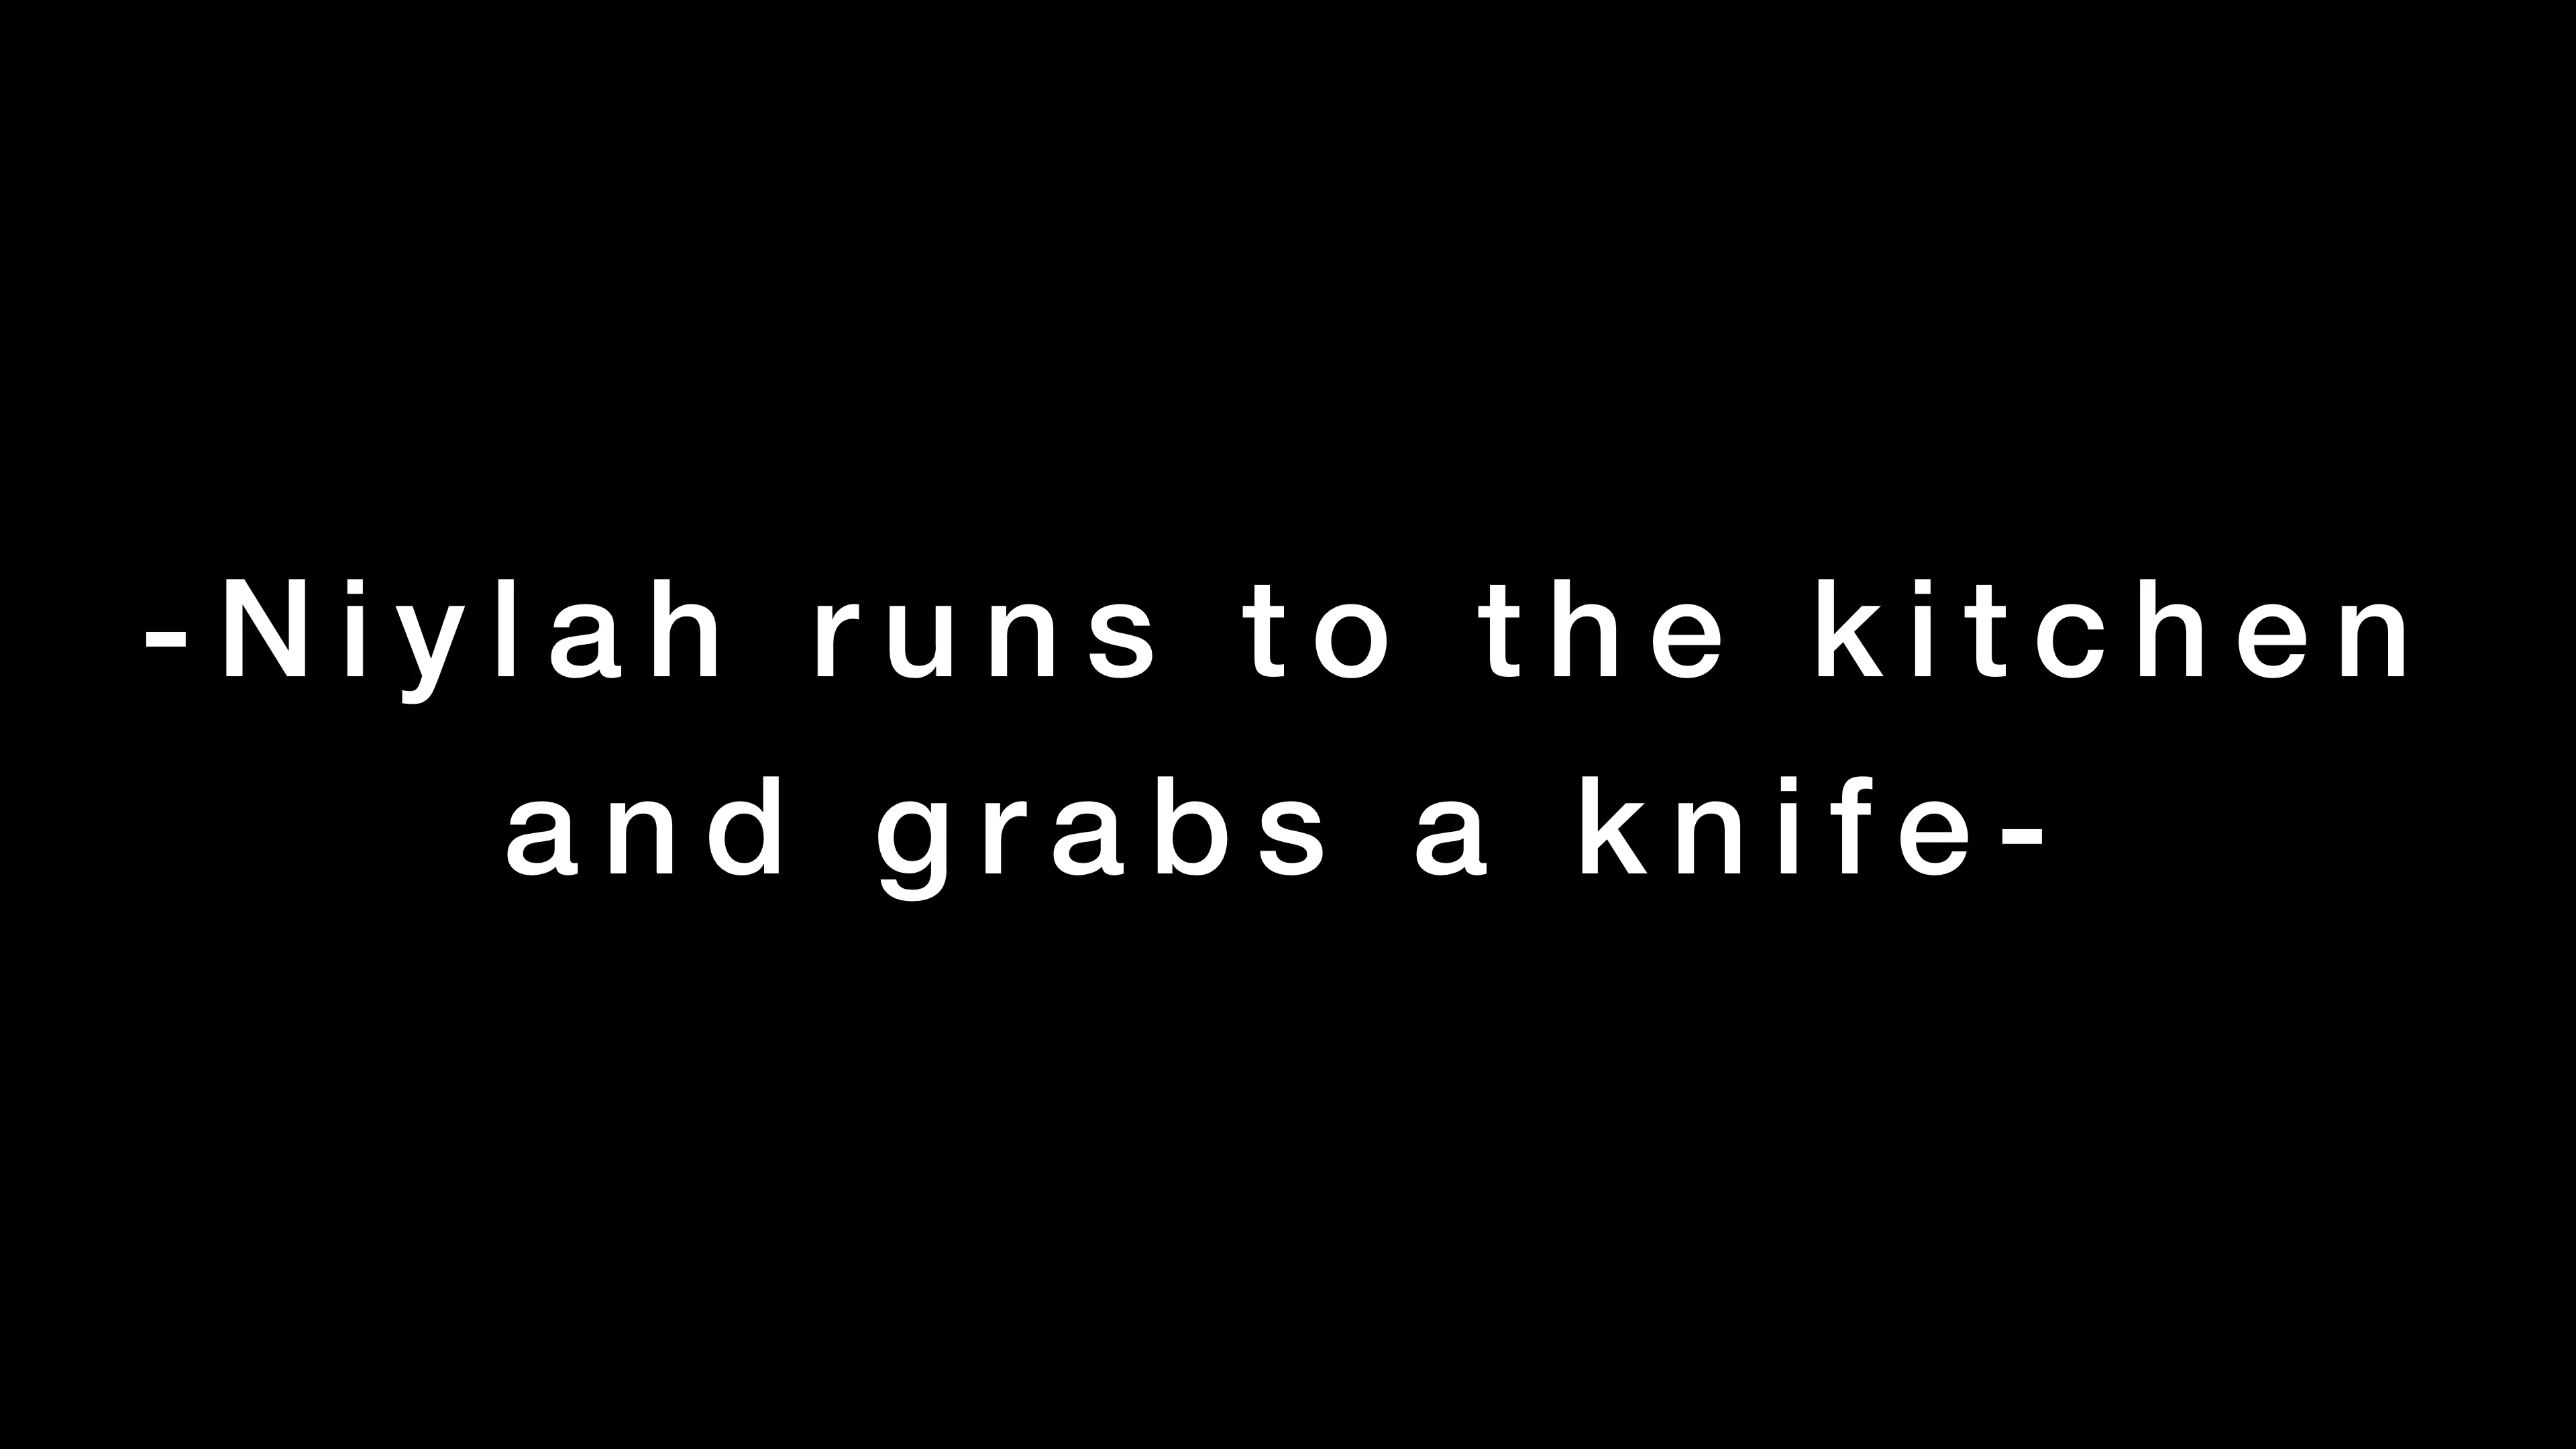 -Niylah runs to the kitchen
and grabs a knife-